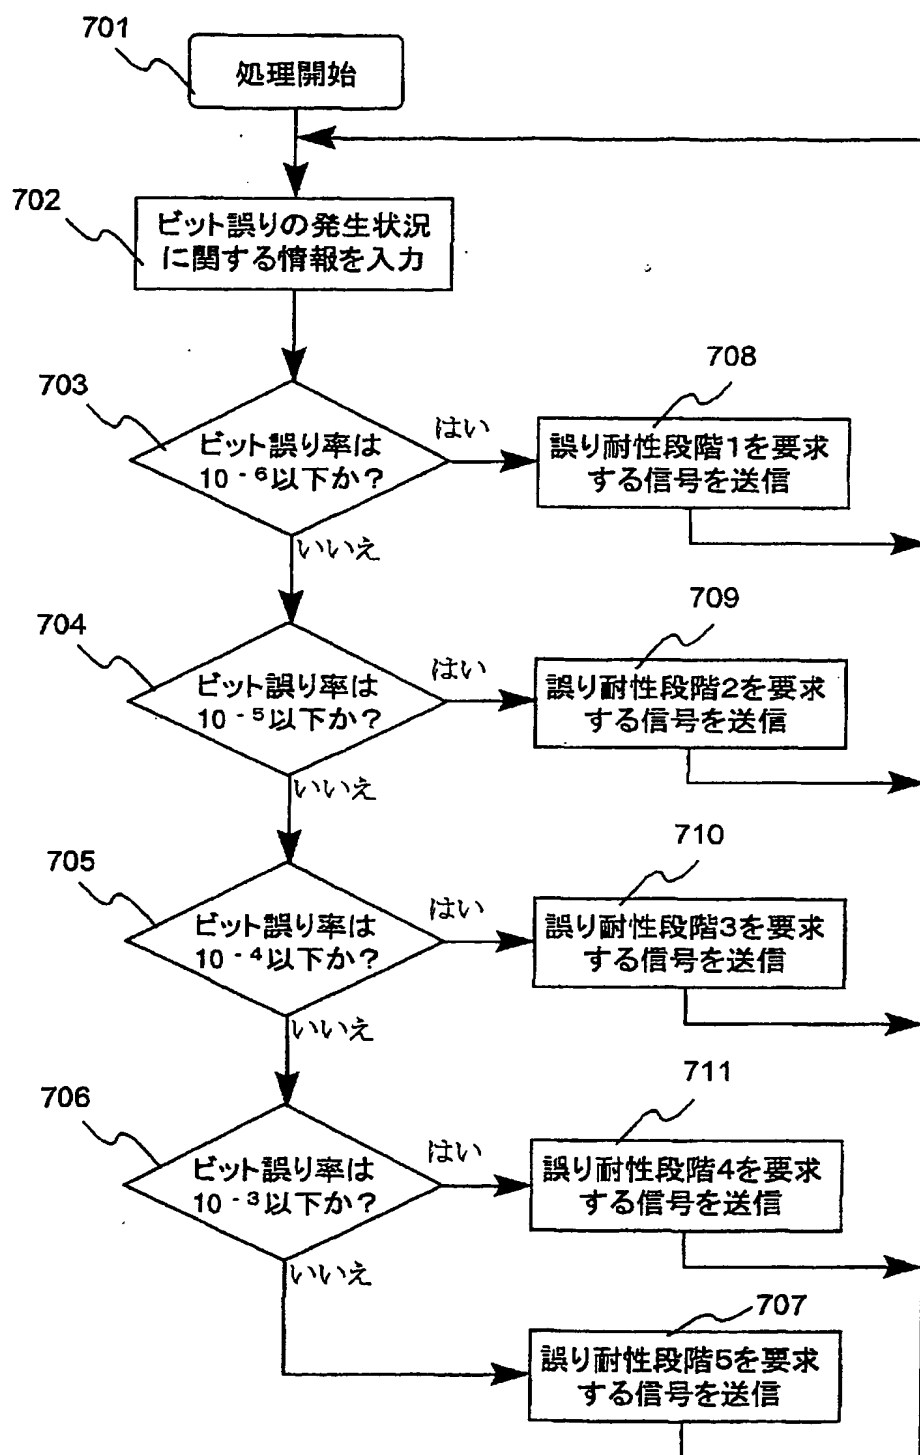 701
処理開始
702
ビット誤りの発生状況
に関する情報を入力
703
ビット誤り率は
10⁻⁶以下か?
はい
708
誤り耐性段階1を要求
する信号を送信
いいえ
704
ビット誤り率は
10⁻⁵以下か?
はい
709
誤り耐性段階2を要求
する信号を送信
いいえ
705
ビット誤り率は
10⁻⁴以下か?
はい
710
誤り耐性段階3を要求
する信号を送信
いいえ
706
ビット誤り率は
10⁻³以下か?
はい
711
誤り耐性段階4を要求
する信号を送信
いいえ
707
誤り耐性段階5を要求
する信号を送信